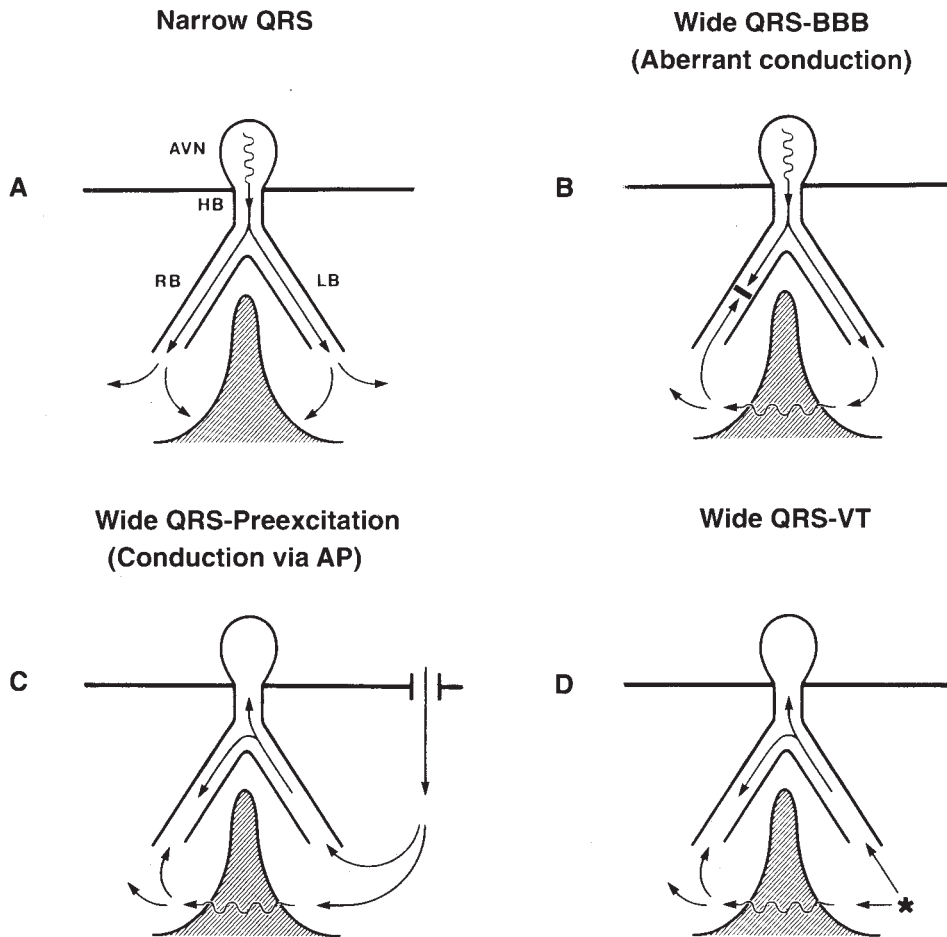 Narrow QRS
Wide QRS-BBB
(Aberrant conduction)
A
AVN
HB
RB
LB
B
Wide QRS-Preexcitation
(Conduction via AP)
Wide QRS-VT
C
D
*